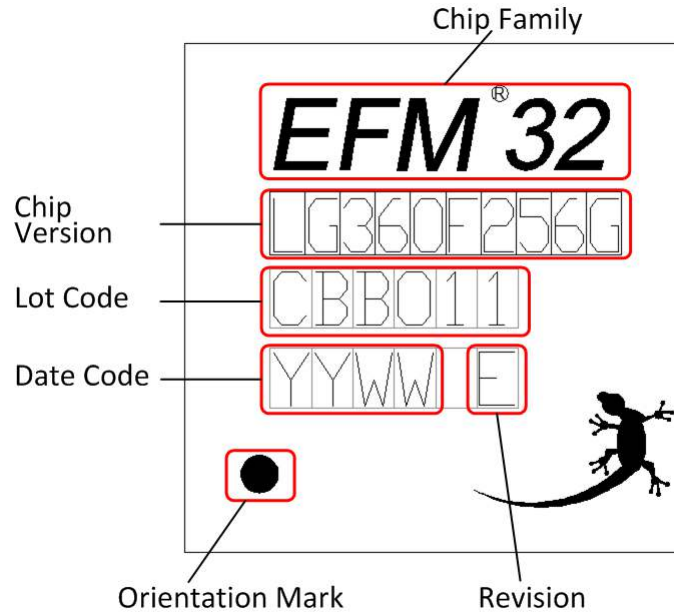 Chip Family
EFM®32
Chip
Version
LG360F256G
Lot Code
CBB011
Date Code
YYWW E
Orientation Mark
Revision